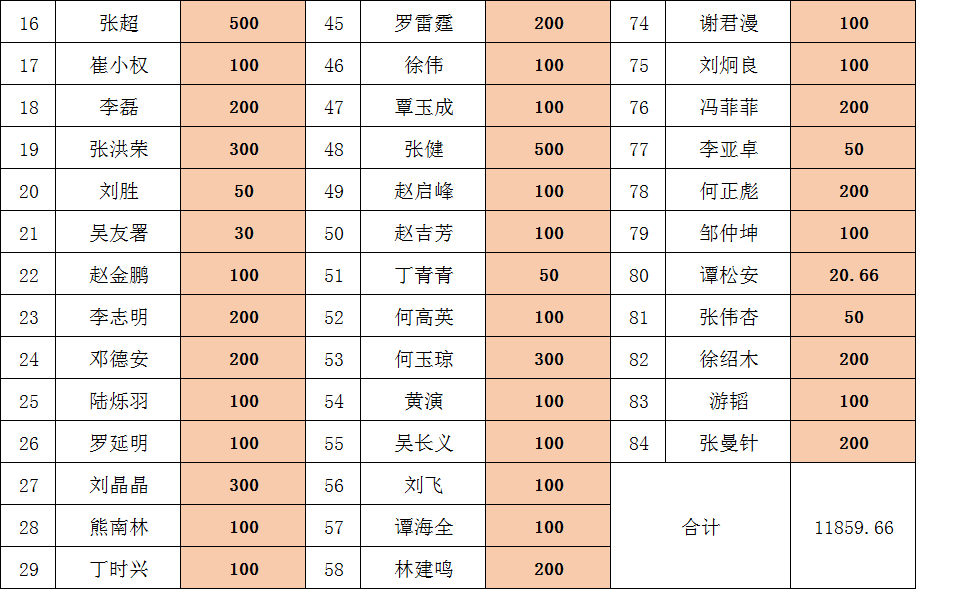 16 张超 500 45 罗雷霆 200 74 谢君漫 100
17 崔小权 100 46 徐伟 100 75 刘炯良 100
18 李磊 200 47 覃玉成 100 76 冯菲菲 200
19 张洪荣 300 48 张健 500 77 李亚卓 50
20 刘胜 50 49 赵启峰 100 78 何正彪 200
21 吴友署 30 50 赵吉芳 100 79 邹仲坤 100
22 赵金鹏 100 51 丁青青 50 80 谭松安 20.66
23 李志明 200 52 何高英 100 81 张伟杏 50
24 邓德安 200 53 何玉琼 300 82 徐绍木 200
25 陆烁羽 100 54 黄演 100 83 游韬 100
26 罗延明 100 55 吴长义 100 84 张曼针 200
27 刘晶晶 300 56 刘飞 100
28 熊南林 100 57 谭海全 100 合计 11859.66
29 丁时兴 100 58 林建鸣 200